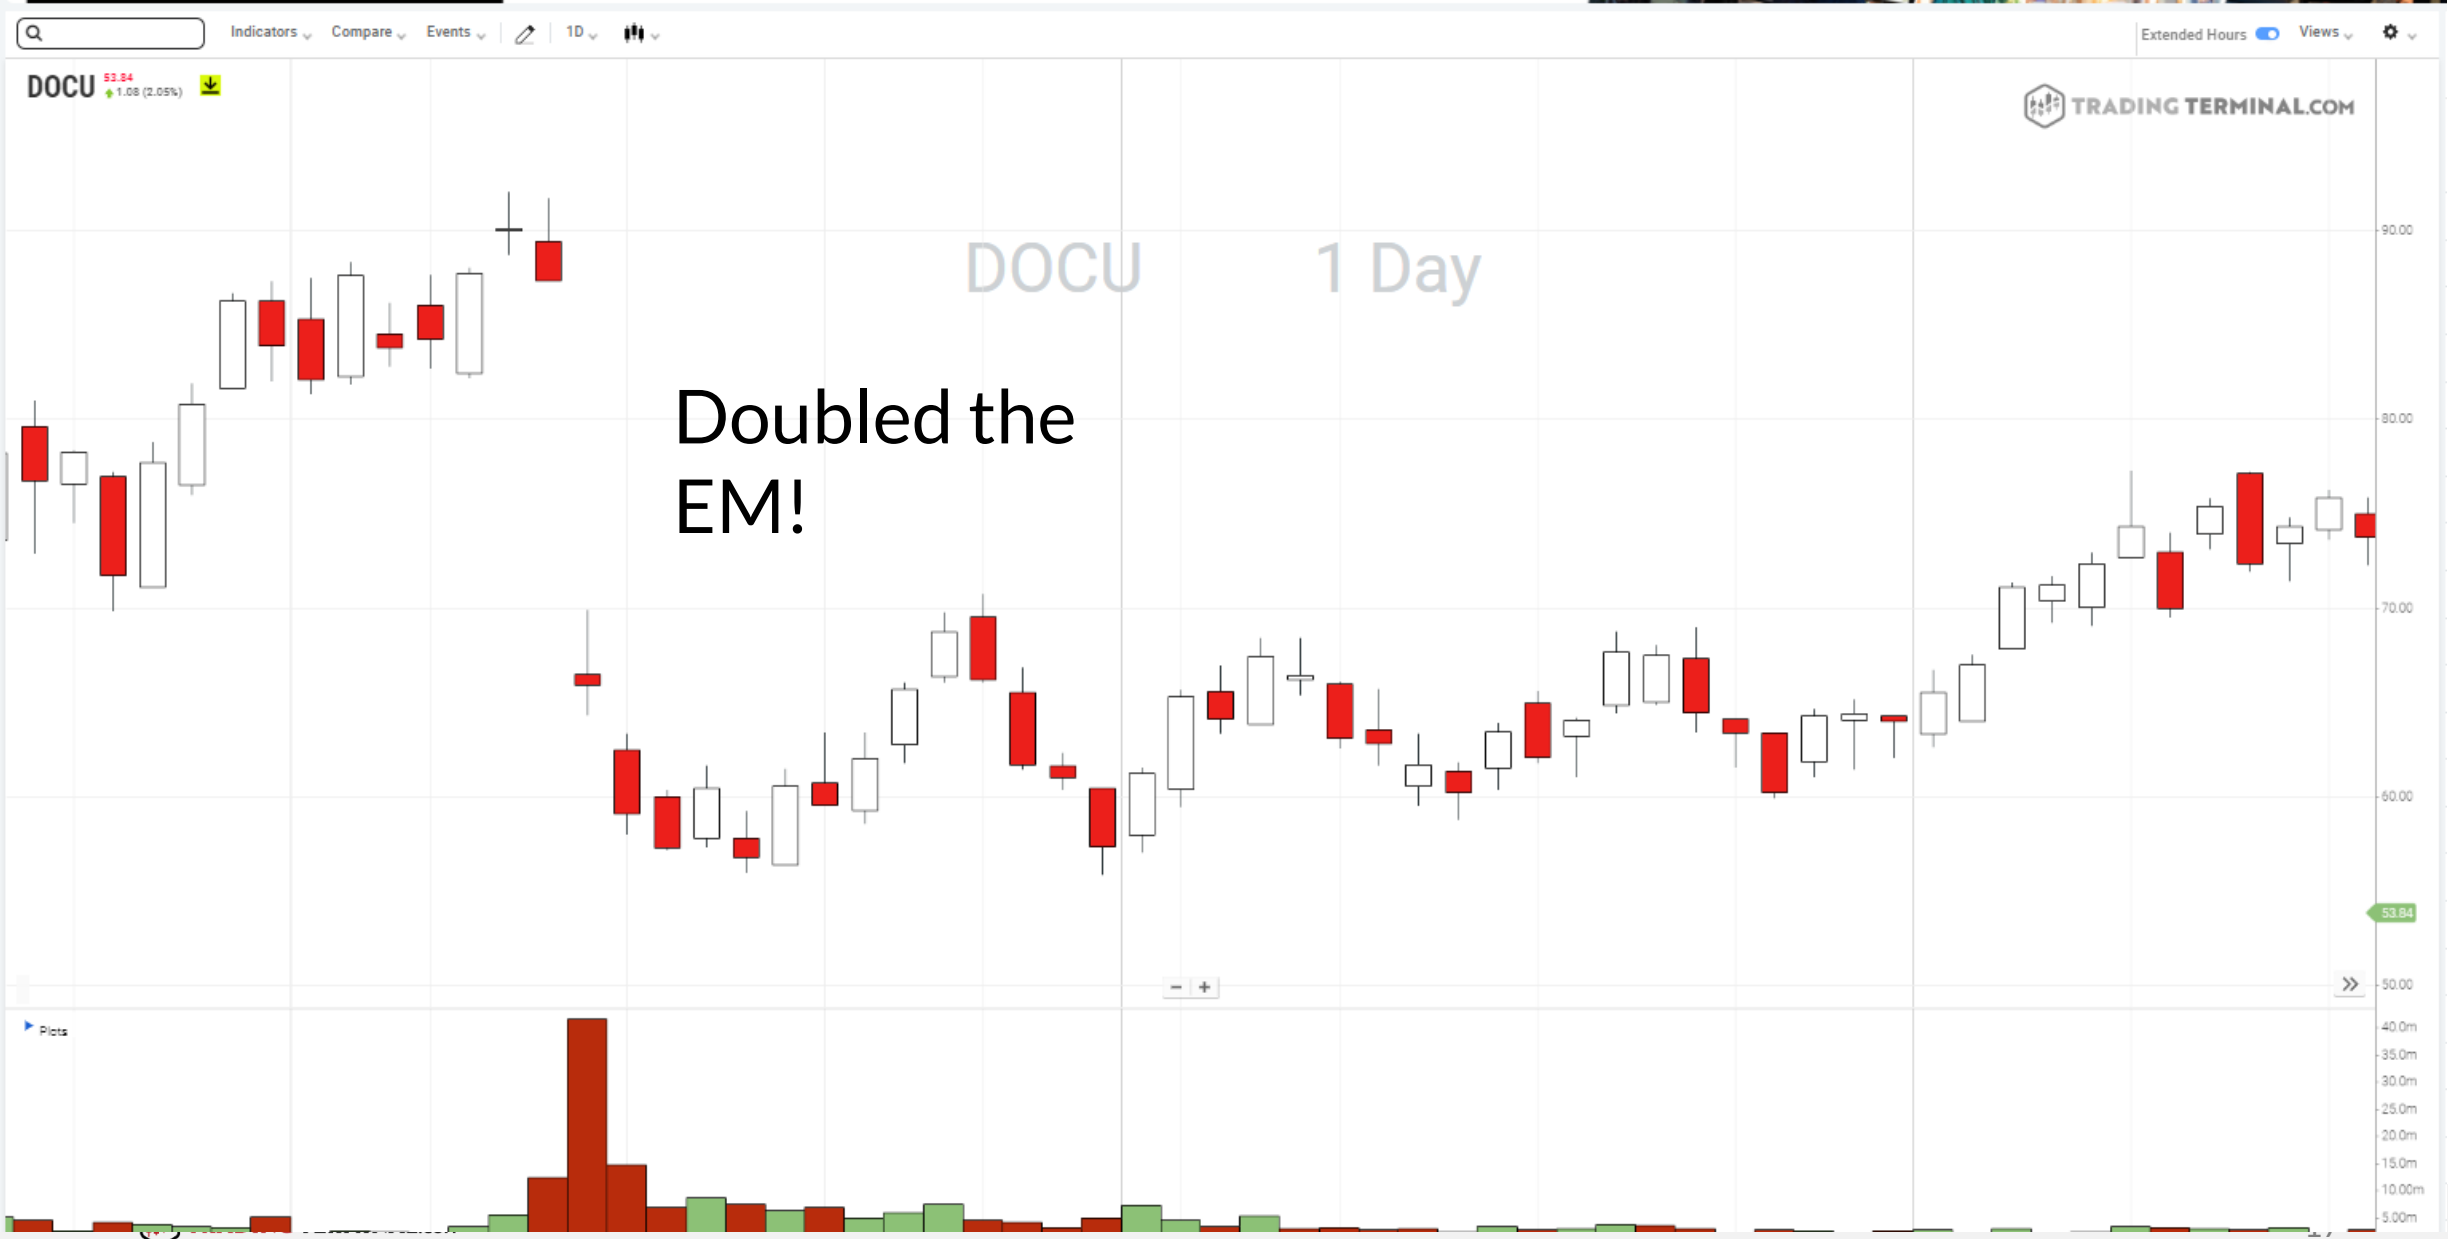 Indicators Compare Events 1D Extended Hours Views
DOCU 53.84
1.08 (2.05%)
TRADING TERMINAL.COM
DOCU 1 Day
Doubled the
EM!
90.00
80.00
70.00
60.00
53.84
50.00
Plots
40.0m
35.0m
30.0m
25.0m
20.0m
15.0m
10.00m
5.00m